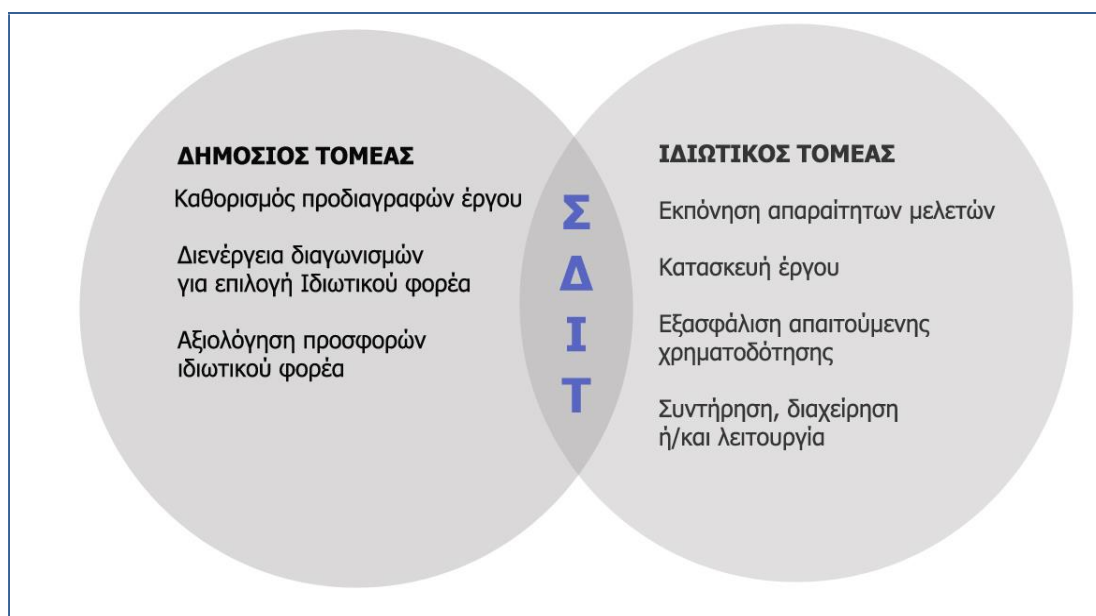 ΔΗΜΟΣΙΟΣ ΤΟΜΕΑΣ
Καθορισμός προδιαγραφών έργου
Διενέργεια διαγωνισμών
για επιλογή Ιδιωτικού φορέα
Αξιολόγηση προσφορών
ιδιωτικού φορέα
Σ
Δ
Ι
Τ
ΙΔΙΩΤΙΚΟΣ ΤΟΜΕΑΣ
Εκπόνηση απαραίτητων μελετών
Κατασκευή έργου
Εξασφάλιση απαιτούμενης
χρηματοδότησης
Συντήρηση, διαχείρηση
ή/και λειτουργία